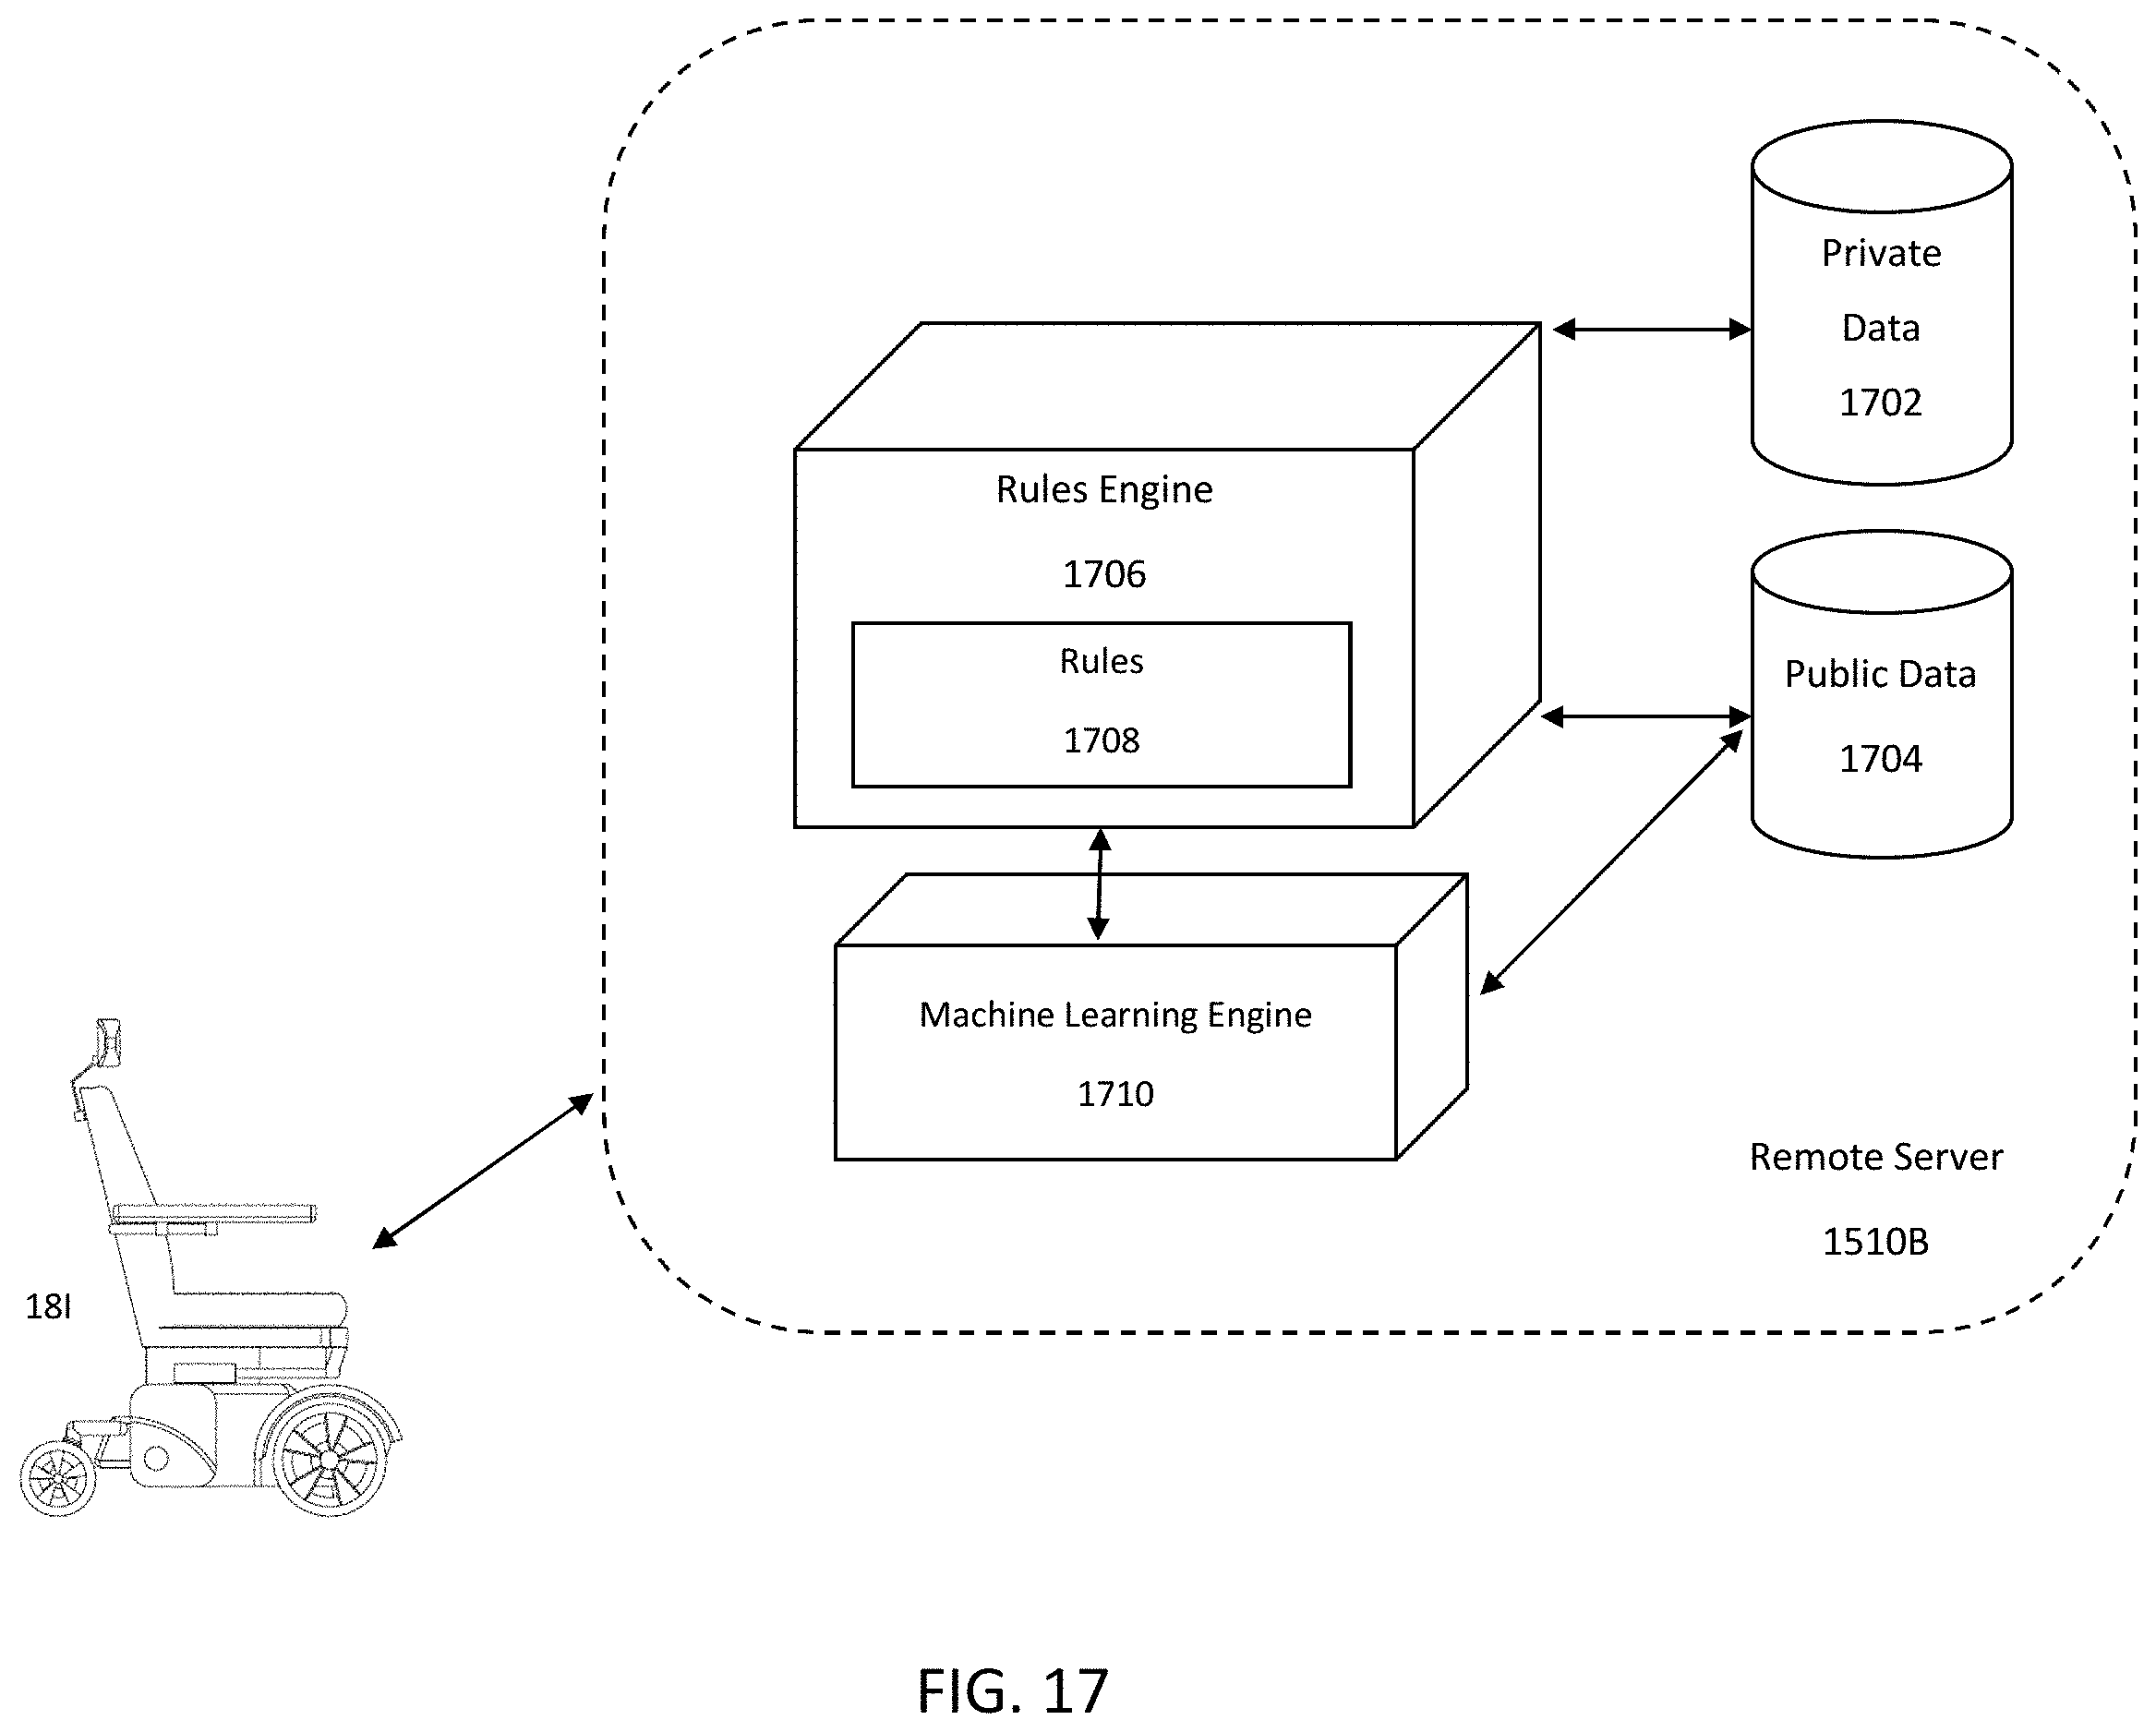 Private
Data
1702
Rules Engine
1706
Rules
1708
Public Data
1704
Machine Learning Engine
1710
Remote Server
1510B
18I
FIG. 17